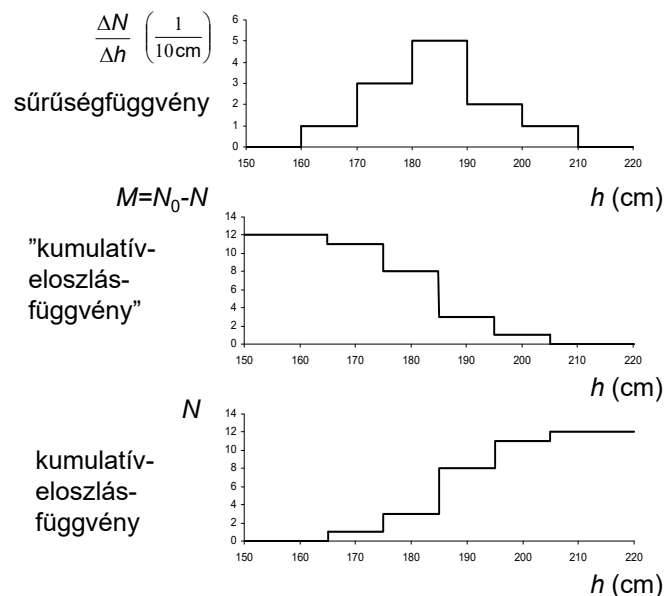 ΔN/Δh (1/10 cm)
sűrűségfüggvény
6
5
4
3
2
1
0
150 160 170 180 190 200 210 220
h (cm)
M=N₀-N
"kumulatív-
eloszlás-
függvény"
14
12
10
8
6
4
2
0
150 160 170 180 190 200 210 220
h (cm)
N
kumulatív-
eloszlás-
függvény
14
12
10
8
6
4
2
0
150 160 170 180 190 200 210 220
h (cm)